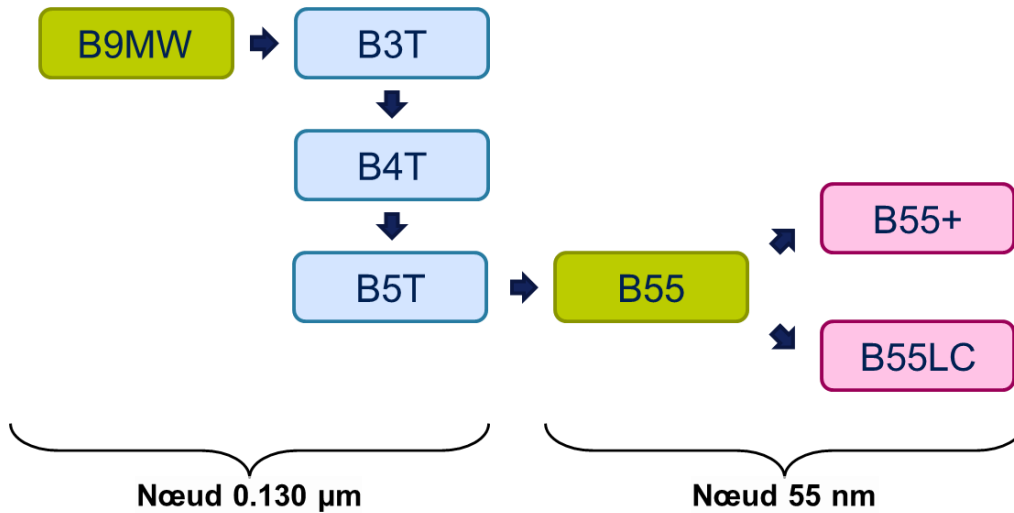 B9MW
B3T
B4T
B5T
B55
B55+
B55LC
Nœud 0.130 µm
Nœud 55 nm